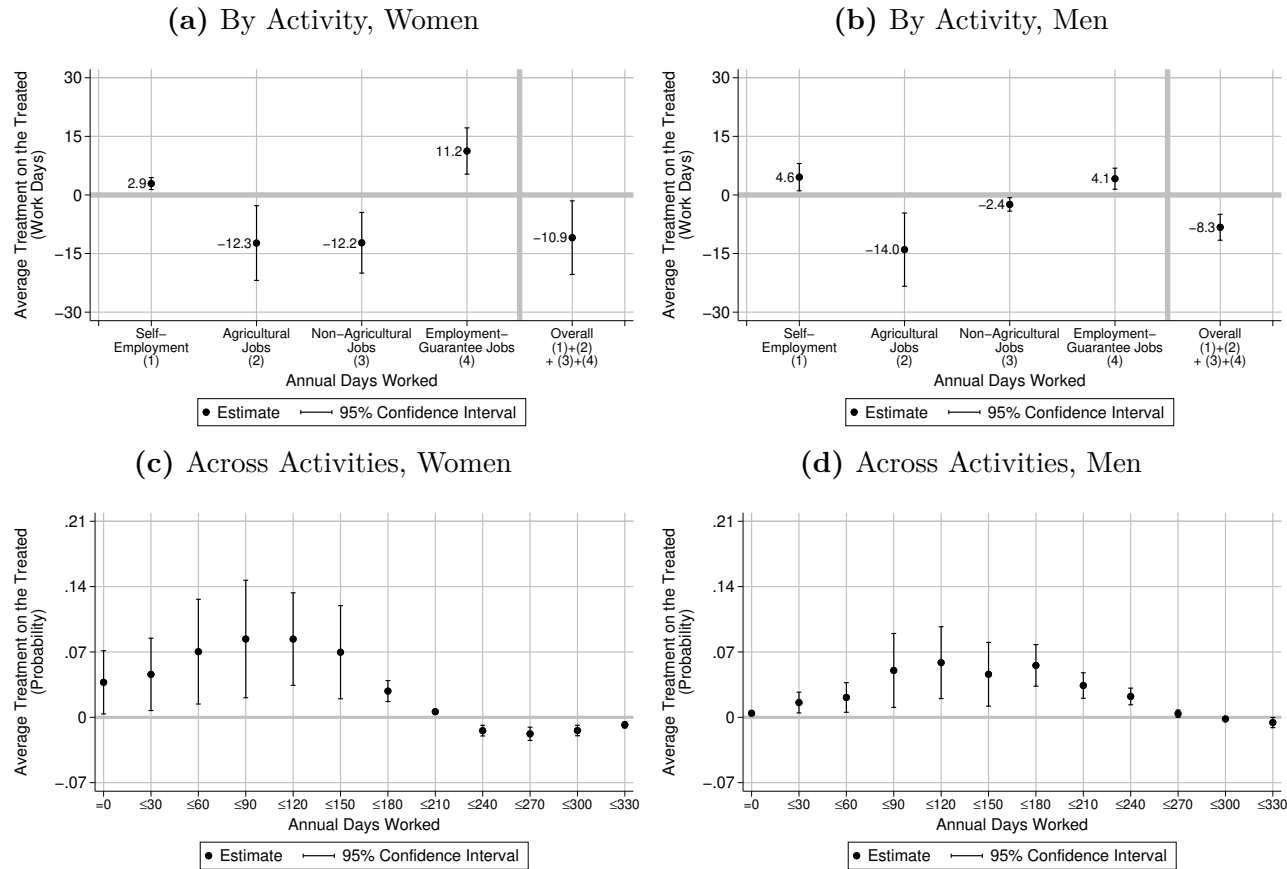 (a) By Activity, Women
Average Treatment on the Treated
(Work Days)
30
15
0
−15
−30
2.9
−12.3
−12.2
11.2
−10.9
Self−
Employment
(1)
Agricultural
Jobs
(2)
Non−Agricultural
Jobs
(3)
Employment−
Guarantee Jobs
(4)
Overall
(1)+(2)
+ (3)+(4)
Annual Days Worked
Estimate 95% Confidence Interval
(b) By Activity, Men
Average Treatment on the Treated
(Work Days)
30
15
0
−15
−30
4.6
−14.0
−2.4
4.1
−8.3
Self−
Employment
(1)
Agricultural
Jobs
(2)
Non−Agricultural
Jobs
(3)
Employment−
Guarantee Jobs
(4)
Overall
(1)+(2)
+ (3)+(4)
Annual Days Worked
Estimate 95% Confidence Interval
(c) Across Activities, Women
Average Treatment on the Treated
(Probability)
.21
.14
.07
0
−.07
=0 ≤30 ≤60 ≤90 ≤120 ≤150 ≤180 ≤210 ≤240 ≤270 ≤300 ≤330
Annual Days Worked
Estimate 95% Confidence Interval
(d) Across Activities, Men
Average Treatment on the Treated
(Probability)
.21
.14
.07
0
−.07
=0 ≤30 ≤60 ≤90 ≤120 ≤150 ≤180 ≤210 ≤240 ≤270 ≤300 ≤330
Annual Days Worked
Estimate 95% Confidence Interval